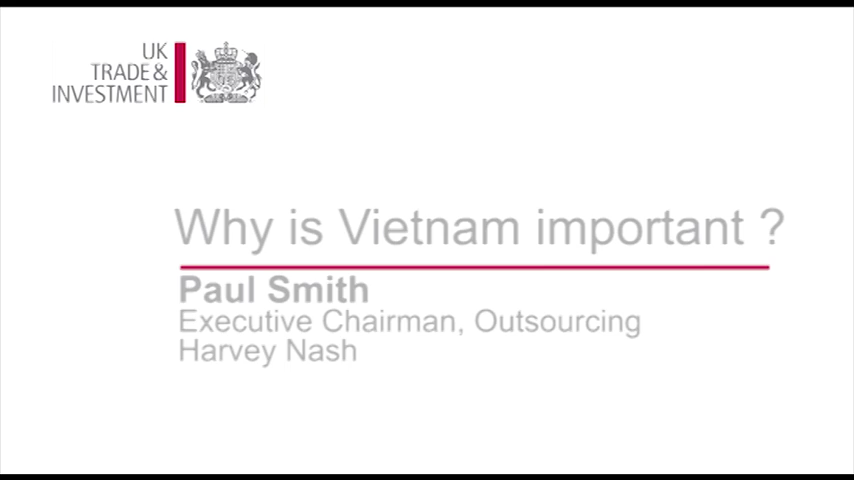 UK
TRADE &
INVESTMENT
Why is Vietnam important ?
Paul Smith
Executive Chairman, Outsourcing
Harvey Nash